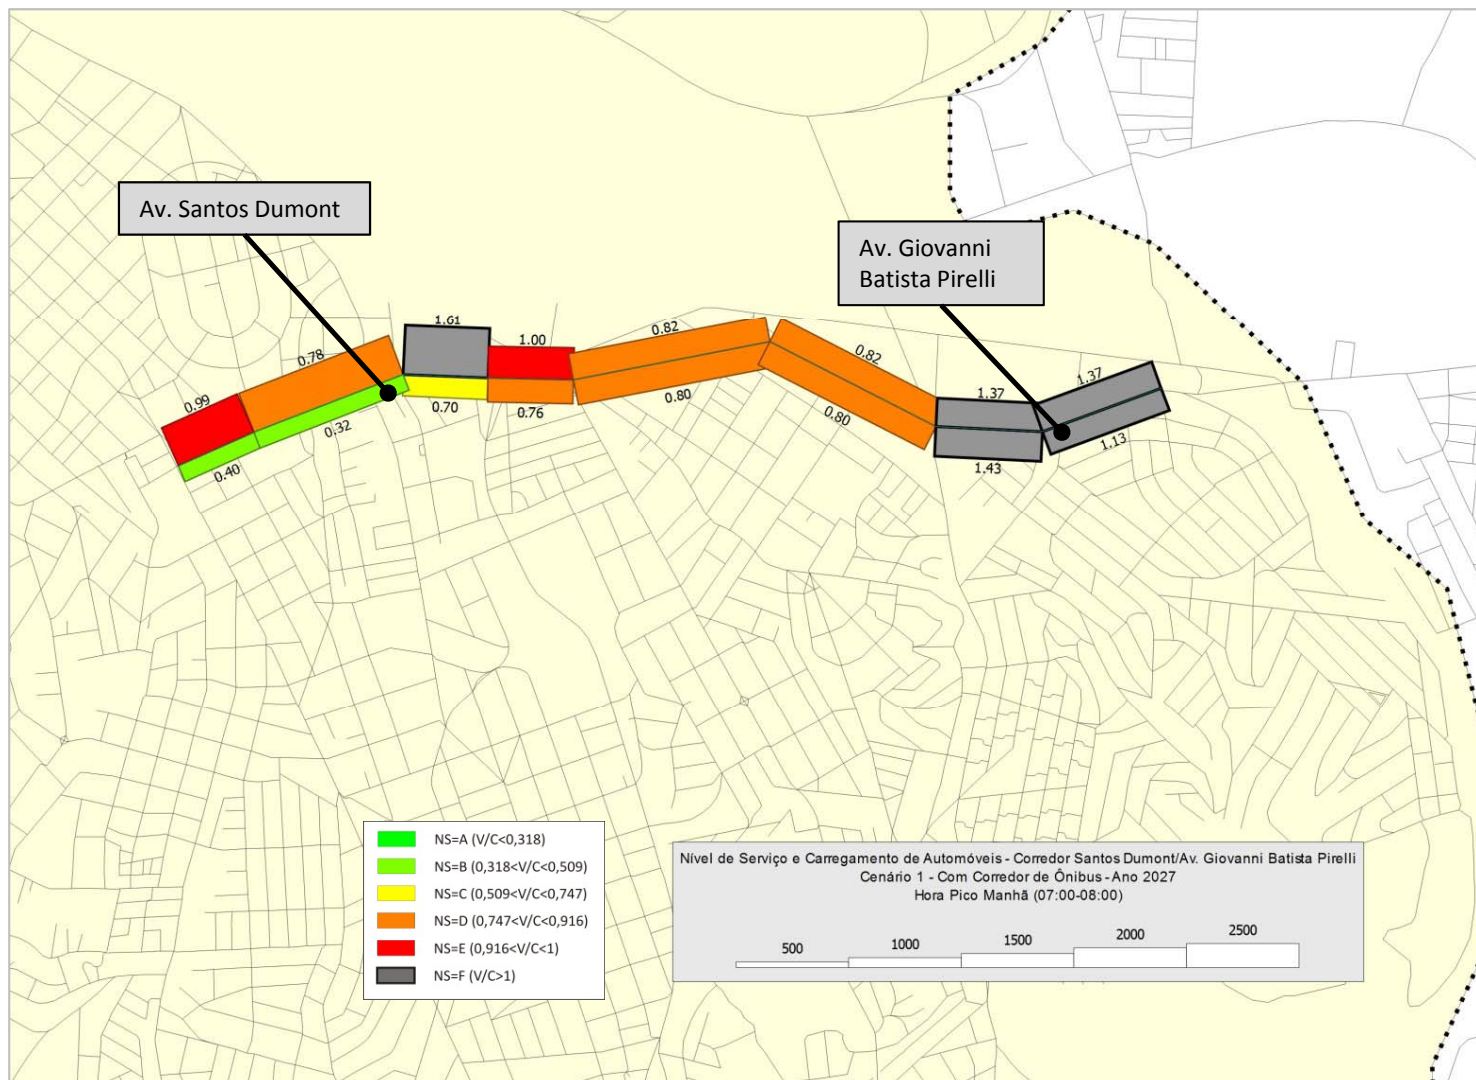 Av. Santos Dumont
Av. Giovanni
Batista Pirelli
1.61
1.00
0.82
0.82
1.37
1.37
0.78
0.99
0.32
0.40
0.70
0.76
0.80
0.80
1.43
1.13
NS=A (V/C<0,318)
NS=B (0,318<V/C<0,509)
NS=C (0,509<V/C<0,747)
NS=D (0,747<V/C<0,916)
NS=E (0,916<V/C<1)
NS=F (V/C>1)
Nível de Serviço e Carregamento de Automóveis - Corredor Santos Dumont/Av. Giovanni Batista Pirelli
Cenário 1 - Com Corredor de Ônibus - Ano 2027
Hora Pico Manhã (07:00-08:00)
500 1000 1500 2000 2500